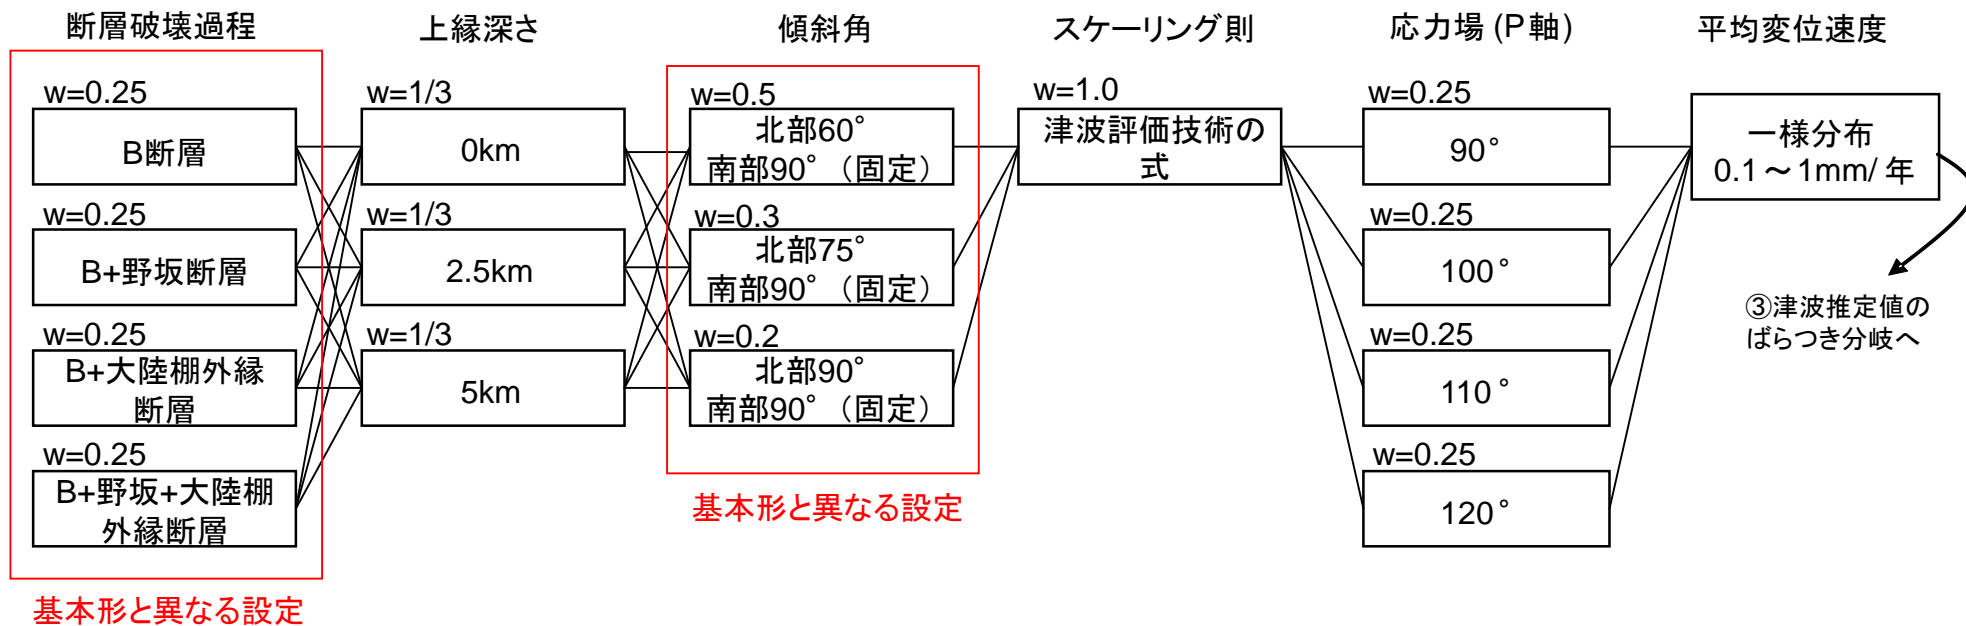 断層破壊過程
上縁深さ
傾斜角
スケーリング則
応力場(P軸)
平均変位速度
w=0.25
B断層
w=0.25
B+野坂断層
w=0.25
B+大陸棚外縁
断層
w=0.25
B+野坂+大陸棚
外縁断層
基本形と異なる設定
w=1/3
0km
w=1/3
2.5km
w=1/3
5km
w=0.5
北部60°
南部90°（固定）
w=0.3
北部75°
南部90°（固定）
w=0.2
北部90°
南部90°（固定）
基本形と異なる設定
w=1.0
津波評価技術の
式
w=0.25
90°
w=0.25
100°
w=0.25
110°
w=0.25
120°
一様分布
0.1～1mm/年
③津波推定値の
ばらつき分岐へ